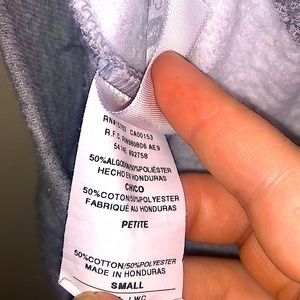 CA00153
50%ALGODÓN/50%POLIÉSTER
HECHO EN HONDURAS
CHICO
50%COTON/50%POLYESTER
FABRIQUÉ AU HONDURAS
PETITE
50%COTTON/50%POLYESTER
MADE IN HONDURAS
SMALL
LWC